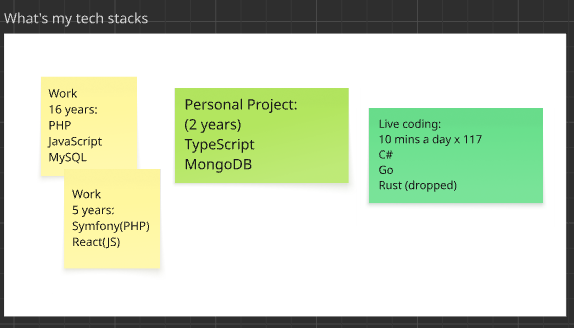 What's my tech stacks
Work
16 years:
PHP
JavaScript
MySQL
Work
5 years:
Symfony(PHP)
React(JS)
Personal Project:
(2 years)
TypeScript
MongoDB
Live coding:
10 mins a day x 117
C#
Go
Rust (dropped)